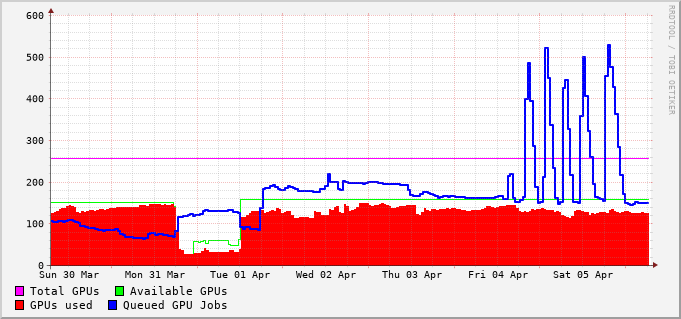 600
500
400
300
200
100
0
Sun 30 Mar Mon 31 Mar Tue 01 Apr Wed 02 Apr Thu 03 Apr Fri 04 Apr Sat 05 Apr
Total GPUs Available GPUs
GPUs used Queued GPU Jobs
RRDTOOL / TOBI OETIKER